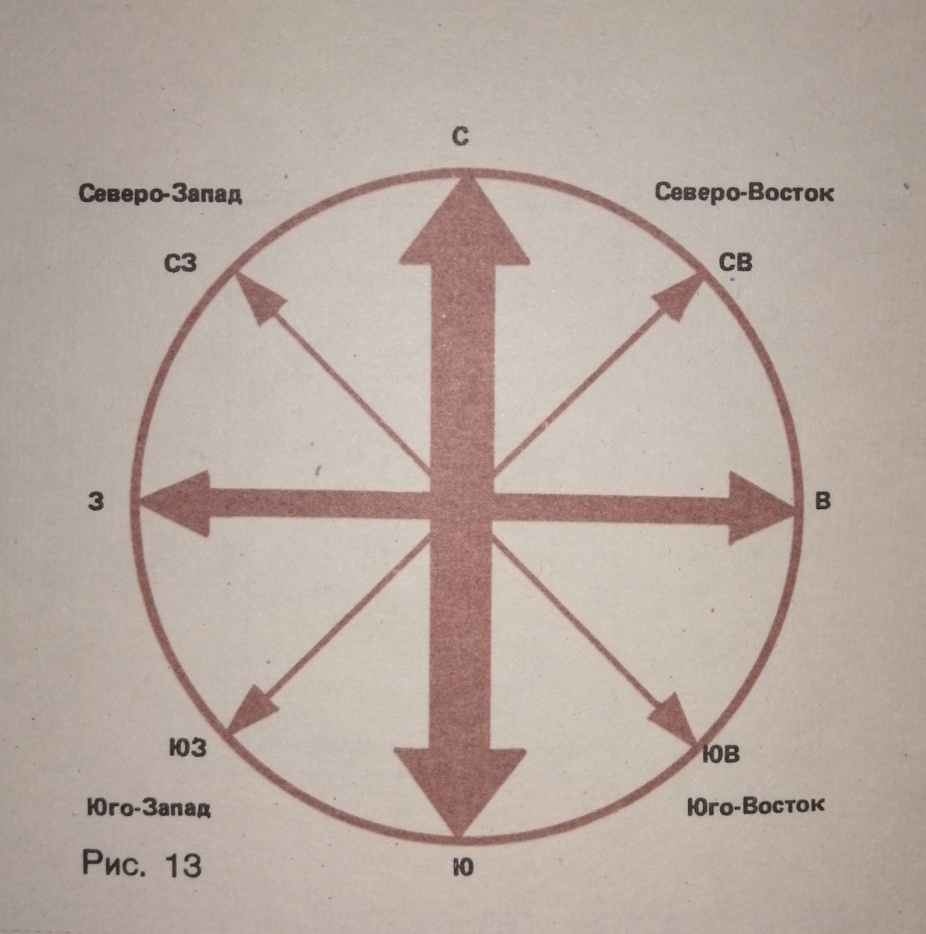 С
Северо-Запад
Северо-Восток
СЗ
СВ
З
В
ЮЗ
ЮВ
Юго-Запад
Юго-Восток
Рис. 13
Ю